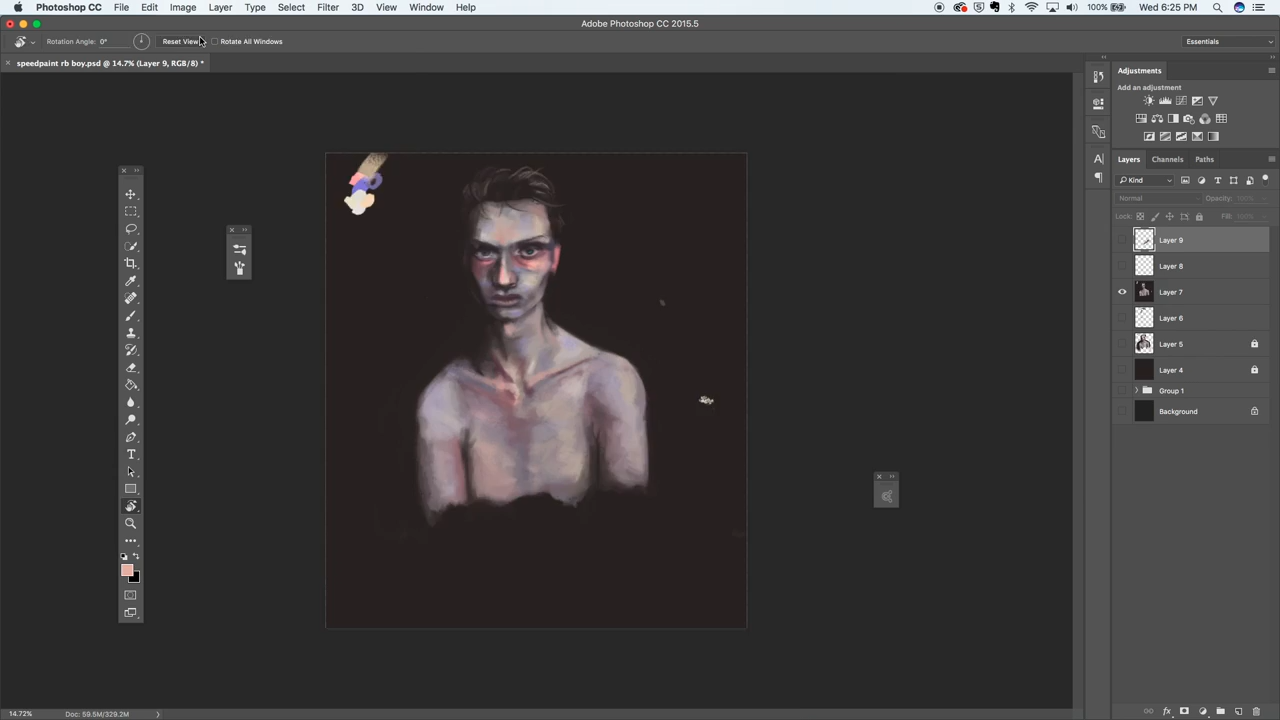 Photoshop CC File Edit Image Layer Type Select Filter 3D View Window Help 100% Wed 6:25 PM
Adobe Photoshop CC 2015.5
Rotation Angle: 0° Reset View Rotate All Windows Essentials
speedpaint rb boy.psd @ 14.7% (Layer 9, RGB/8) *
Adjustments
Add an adjustment
Layers Channels Paths
Kind
Normal Opacity: 100%
Lock: Fill: 100%
Layer 9
Layer 8
Layer 7
Layer 6
Layer 5
Layer 4
Group 1
Background
14.72% Doc: 59.5M/329.2M